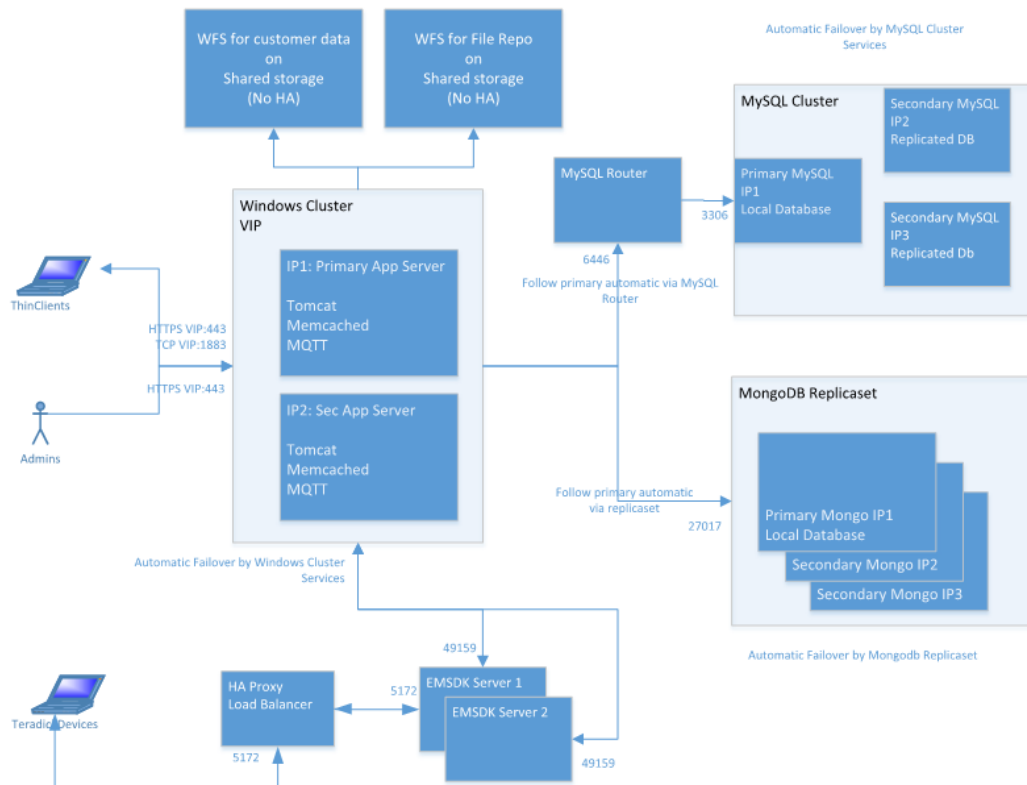 WFS for customer data
on
Shared storage
(No HA)
WFS for File Repo
on
Shared storage
(No HA)
Automatic Failover by MySQL Cluster
Services
MySQL Cluster
Secondary MySQL
IP2
Replicated DB
Primary MySQL
IP1
Local Database
Secondary MySQL
IP3
Replicated Db
MySQL Router
3306
6446
Follow primary automatic via MySQL
Router
Windows Cluster
VIP
IP1: Primary App Server
Tomcat
Memcached
MQTT
IP2: Sec App Server
Tomcat
Memcached
MQTT
ThinClients
HTTPS VIP:443
TCP VIP:1883
HTTPS VIP:443
Admins
MongoDB Replicaset
Primary Mongo IP1
Local Database
Secondary Mongo IP2
Secondary Mongo IP3
Follow primary automatic
via replicaset
27017
Automatic Failover by Windows Cluster
Services
Automatic Failover by Mongodb Replicaset
49159
EMSDK Server 1
EMSDK Server 2
49159
HA Proxy
Load Balancer
5172
5172
Teradici Devices